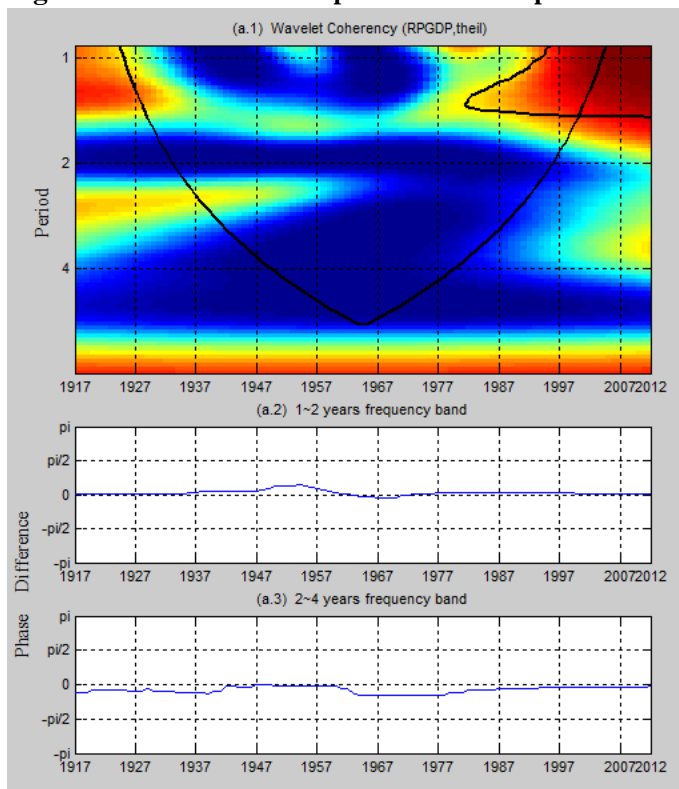 (a.1) Wavelet Coherency (RPGDP,theil)
1
2
4
Period
1917 1927 1937 1947 1957 1967 1977 1987 1997 20072012
(a.2) 1~2 years frequency band
pi
pi/2
0
-pi/2
-pi
1917 1927 1937 1947 1957 1967 1977 1987 1997 20072012
Phase Difference
(a.3) 2~4 years frequency band
pi
pi/2
0
-pi/2
-pi
1917 1927 1937 1947 1957 1967 1977 1987 1997 20072012